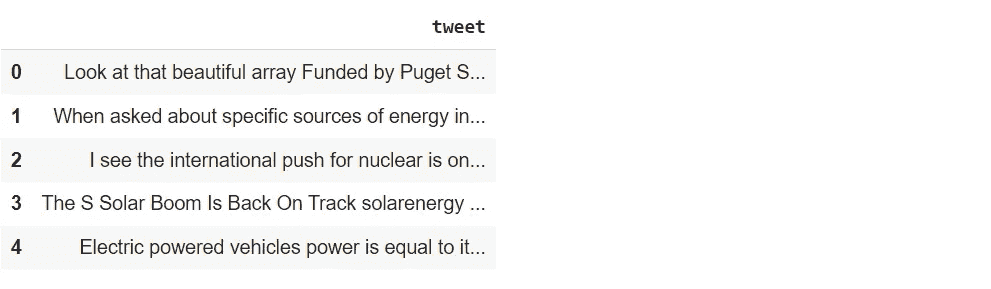 tweet
0 Look at that beautiful array Funded by Puget S...
1 When asked about specific sources of energy in...
2 I see the international push for nuclear is on...
3 The S Solar Boom Is Back On Track solarenergy ...
4 Electric powered vehicles power is equal to it...